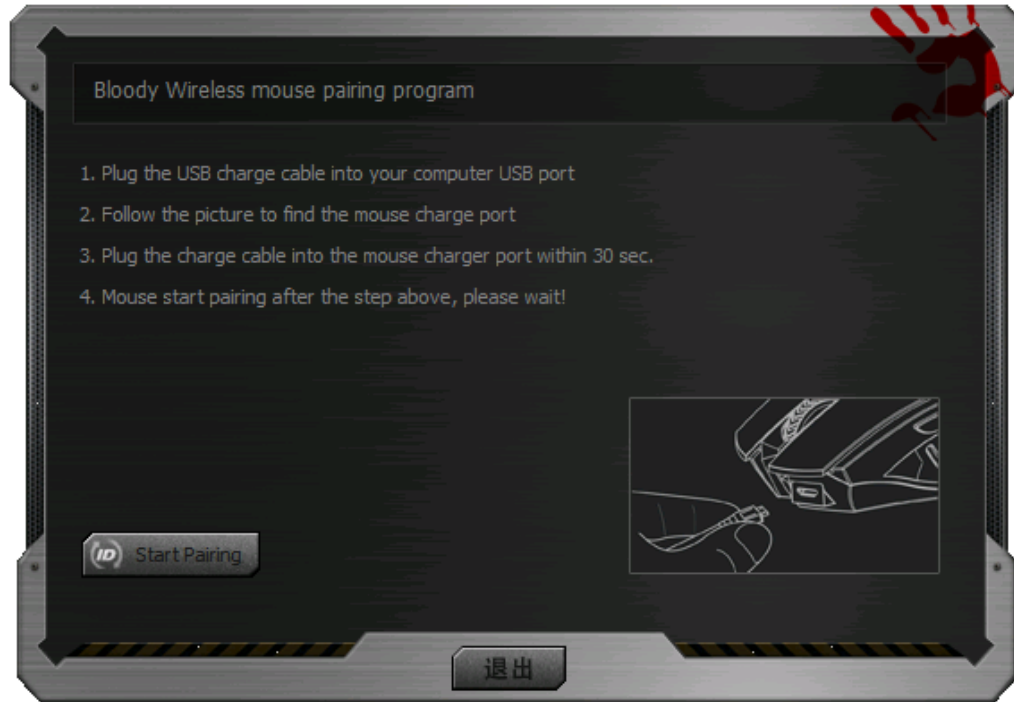 Bloody Wireless mouse pairing program
1. Plug the USB charge cable into your computer USB port
2. Follow the picture to find the mouse charge port
3. Plug the charge cable into the mouse charger port within 30 sec.
4. Mouse start pairing after the step above, please wait!
ID Start Pairing
退出